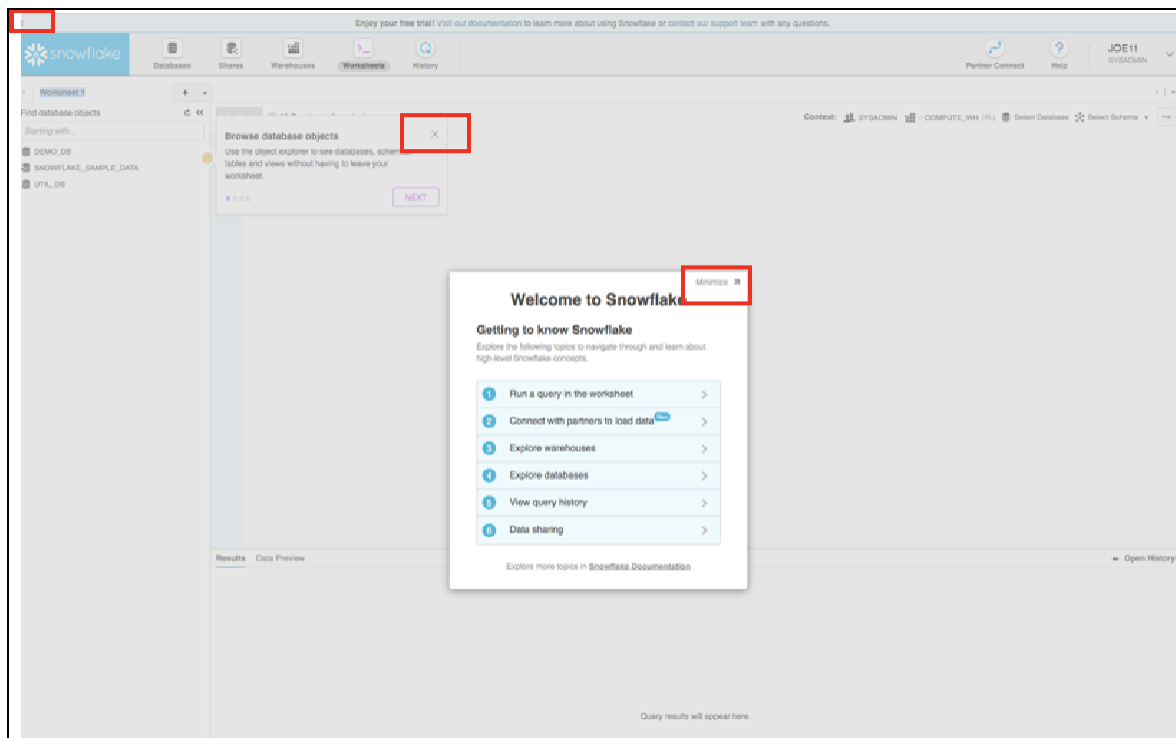 Enjoy your free trial! Visit our documentation to learn more about using Snowflake or contact our support team with any questions.
snowflake
Databases
Shares
Warehouses
Worksheets
History
Partner Connect
Help
JOE11
SYSADMIN
Worksheet 1
Find database objects
Starting with...
DEMO_DB
SNOWFLAKE_SAMPLE_DATA
UTIL_DB
Context: SYSADMIN COMPUTE_WH (XL) Select Database Select Schema
Browse database objects
Use the object explorer to see databases,
tables and views without having to leave your
worksheet.
NEXT
Minimize
Welcome to Snowflake
Getting to know Snowflake
Explore the following topics to navigate through and learn about
high-level Snowflake concepts.
1 Run a query in the worksheet
2 Connect with partners to load data New
3 Explore warehouses
4 Explore databases
5 View query history
6 Data sharing
Explore more topics in Snowflake Documentation
Results Data Preview
Open History
Query results will appear here.